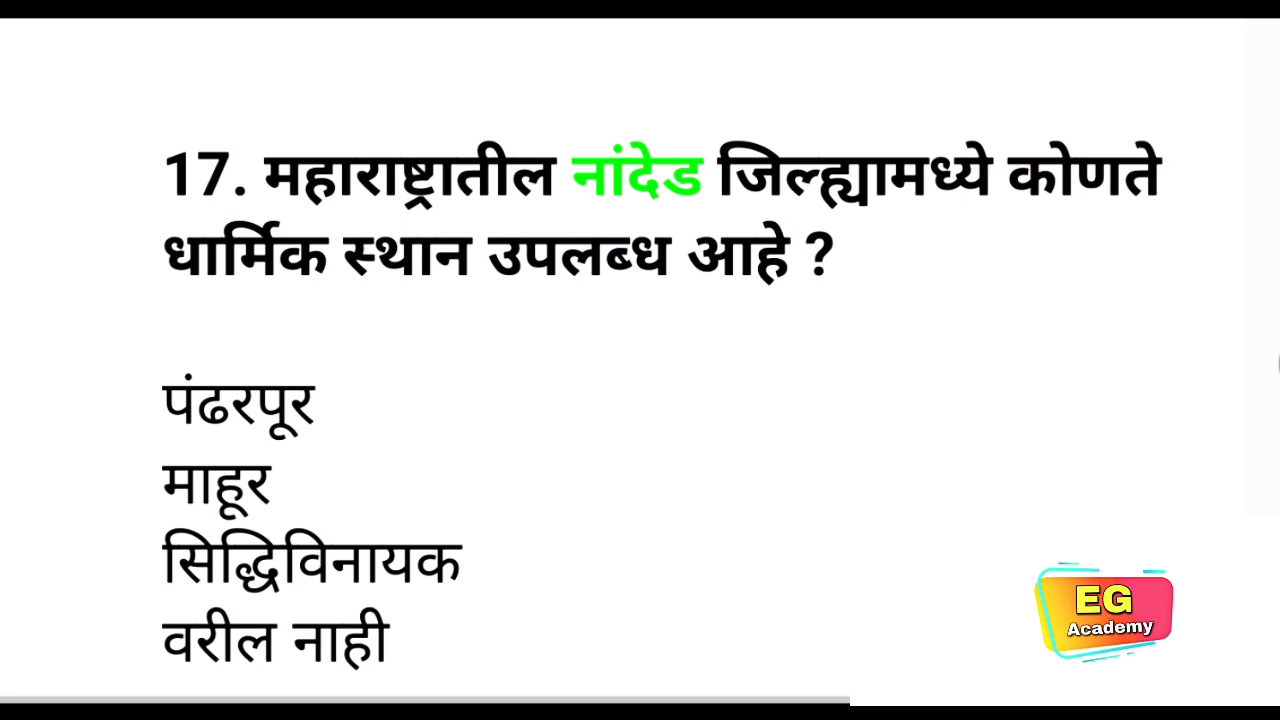 17. महाराष्ट्रातील नांदेड जिल्ह्यामध्ये कोणते
धार्मिक स्थान उपलब्ध आहे ?
पंढरपूर
माहूर
सिद्धिविनायक
वरील नाही
EG
Academy